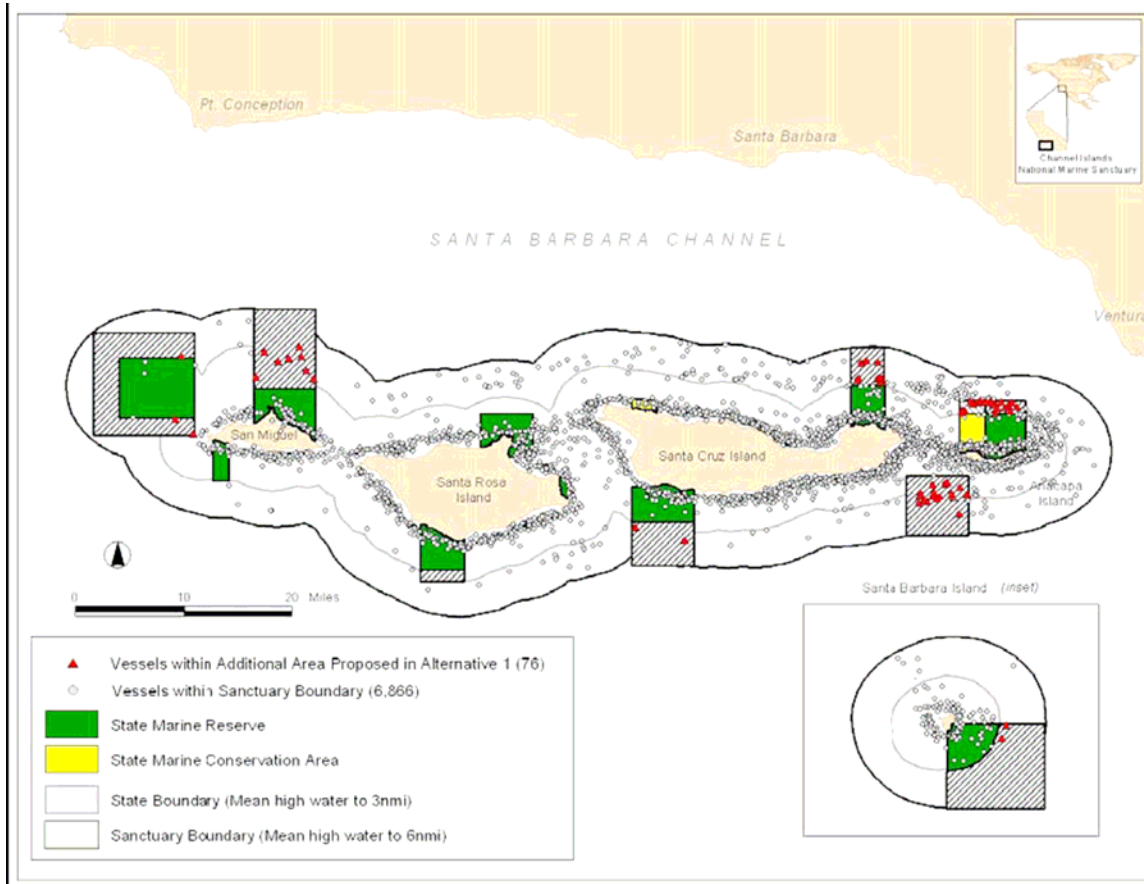 Pt. Conception
Santa Barbara
Channel Islands
National Marine Sanctuary
SANTA BARBARA CHANNEL
Ventura
San Miguel
Santa Rosa
Island
Santa Cruz Island
Anacapa
Island
0 10 20 Miles
Santa Barbara Island (inset)
Vessels within Additional Area Proposed in Alternative 1 (76)
Vessels within Sanctuary Boundary (6,866)
State Marine Reserve
State Marine Conservation Area
State Boundary (Mean high water to 3nmi)
Sanctuary Boundary (Mean high water to 6nmi)